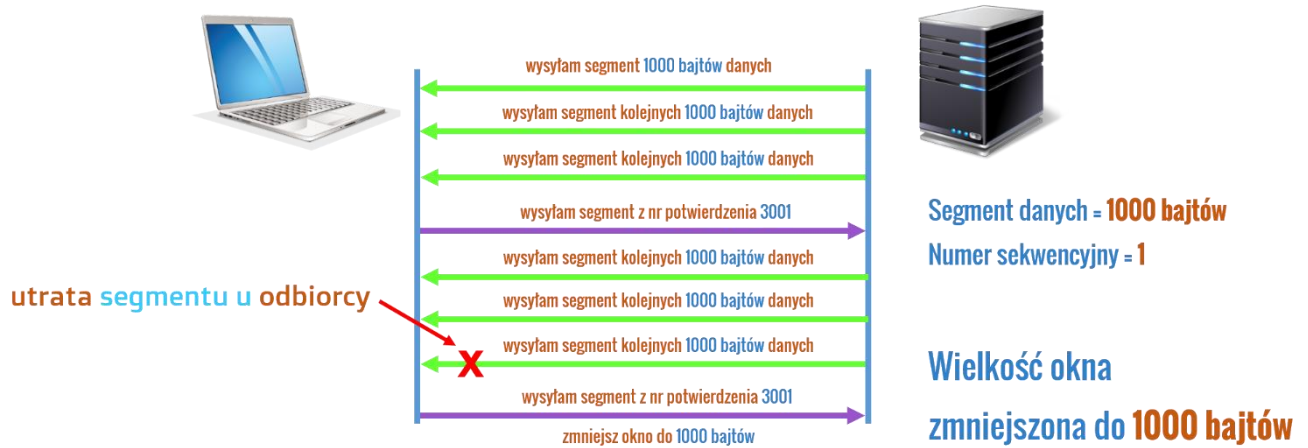 wysyłam segment 1000 bajtów danych
wysyłam segment kolejnych 1000 bajtów danych
wysyłam segment kolejnych 1000 bajtów danych
wysyłam segment z nr potwierdzenia 3001
wysyłam segment kolejnych 1000 bajtów danych
wysyłam segment kolejnych 1000 bajtów danych
wysyłam segment kolejnych 1000 bajtów danych
X
wysyłam segment z nr potwierdzenia 3001
zmniejsz okno do 1000 bajtów
utrata segmentu u odbiorcy
Segment danych = 1000 bajtów
Numer sekwencyjny = 1
Wielkość okna
zmniejszona do 1000 bajtów